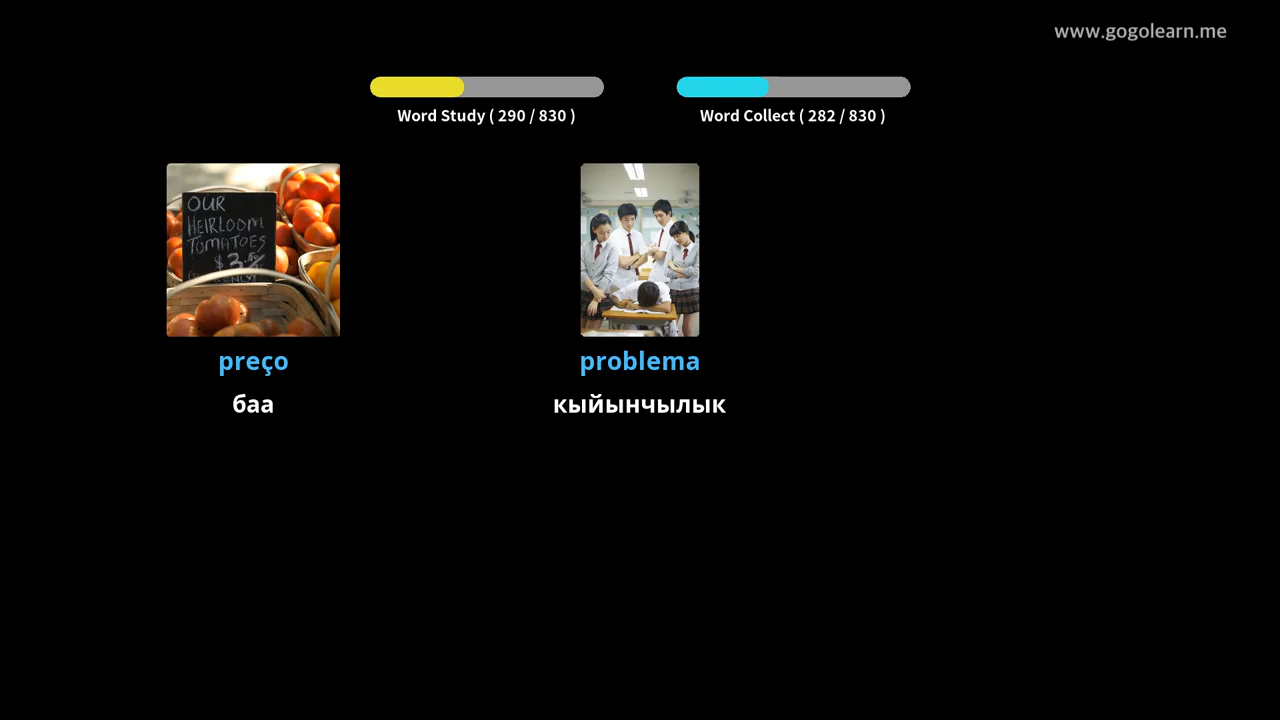 www.gogolearn.me
Word Study ( 290 / 830 )
Word Collect ( 282 / 830 )
OUR
HEIRLOOM
TOMATOES
preço
problema
баа
кыйынчылык